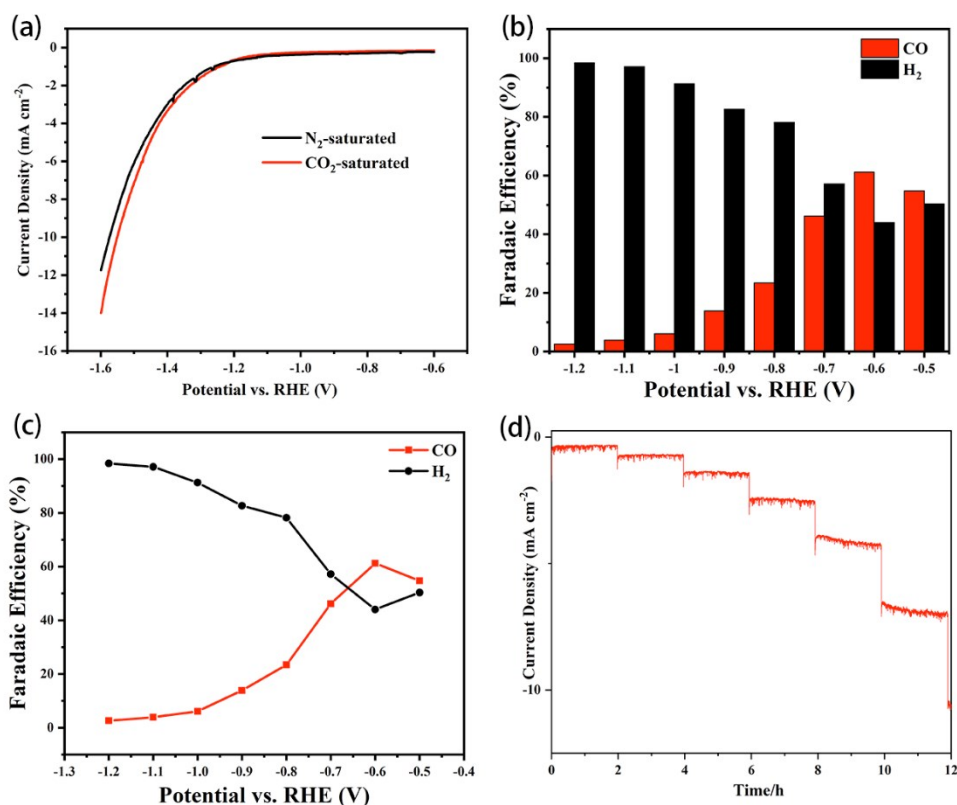 (a)
0
-2
-4
-6
-8
-10
-12
-14
-16
Current Density (mA cm⁻²)
N₂-saturated
CO₂-saturated
-1.6 -1.4 -1.2 -1.0 -0.8 -0.6
Potential vs. RHE (V)
(b)
CO
H₂
100
80
60
40
20
0
Faradaic Efficiency (%)
-1.2 -1.1 -1 -0.9 -0.8 -0.7 -0.6 -0.5
Potential vs. RHE (V)
(c)
CO
H₂
100
80
60
40
20
0
Faradaic Efficiency (%)
-1.3 -1.2 -1.1 -1.0 -0.9 -0.8 -0.7 -0.6 -0.5 -0.4
Potential vs. RHE (V)
(d)
0
-10
Current Density (mA cm⁻²)
0 2 4 6 8 10 12
Time/h